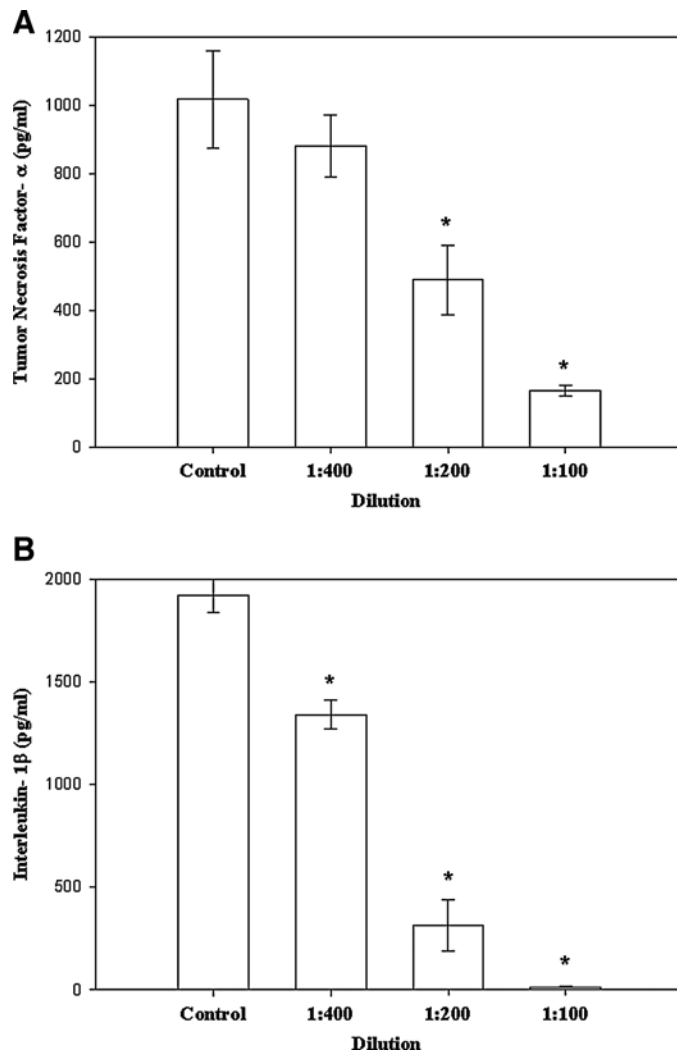 A
1200
1000
800
600
400
200
0
Tumor Necrosis Factor- α (pg/ml)
*
*
Control 1:400 1:200 1:100
Dilution
B
2000
1500
1000
500
0
Interleukin- 1β (pg/ml)
*
*
*
Control 1:400 1:200 1:100
Dilution